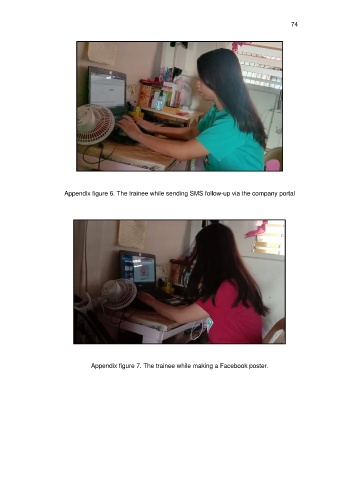 74
Appendix figure 6. The trainee while sending SMS follow-up via the company portal
Appendix figure 7. The trainee while making a Facebook poster.